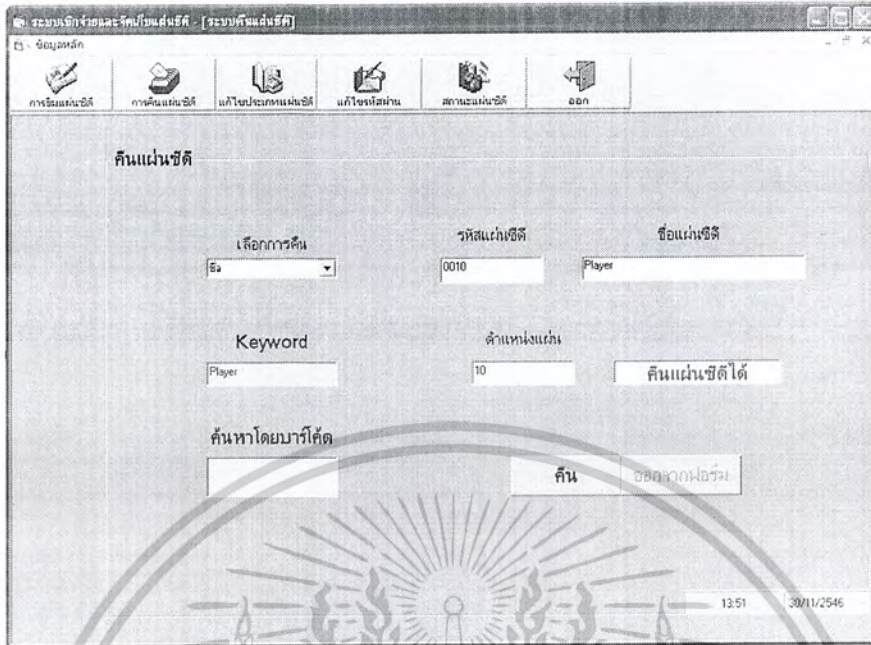 ระบบเบิกจ่ายและจัดเก็บแผ่นซีดี - [ระบบคืนแผ่นซีดี]
ข้อมูลหลัก
การยืมแผ่นซีดี การคืนแผ่นซีดี แก้ไขประเภทแผ่นซีดี แก้ไขรหัสผ่าน สถานะแผ่นซีดี ออก
คืนแผ่นซีดี
เลือกการคืน รหัสแผ่นซีดี ชื่อแผ่นซีดี
ชื่อ 0010 Player
Keyword ตำแหน่งแผ่น
Player 10 คืนแผ่นซีดีได้
ค้นหาโดยบาร์โค้ด
คืน ออกจากฟอร์ม
13:51 30/11/2546